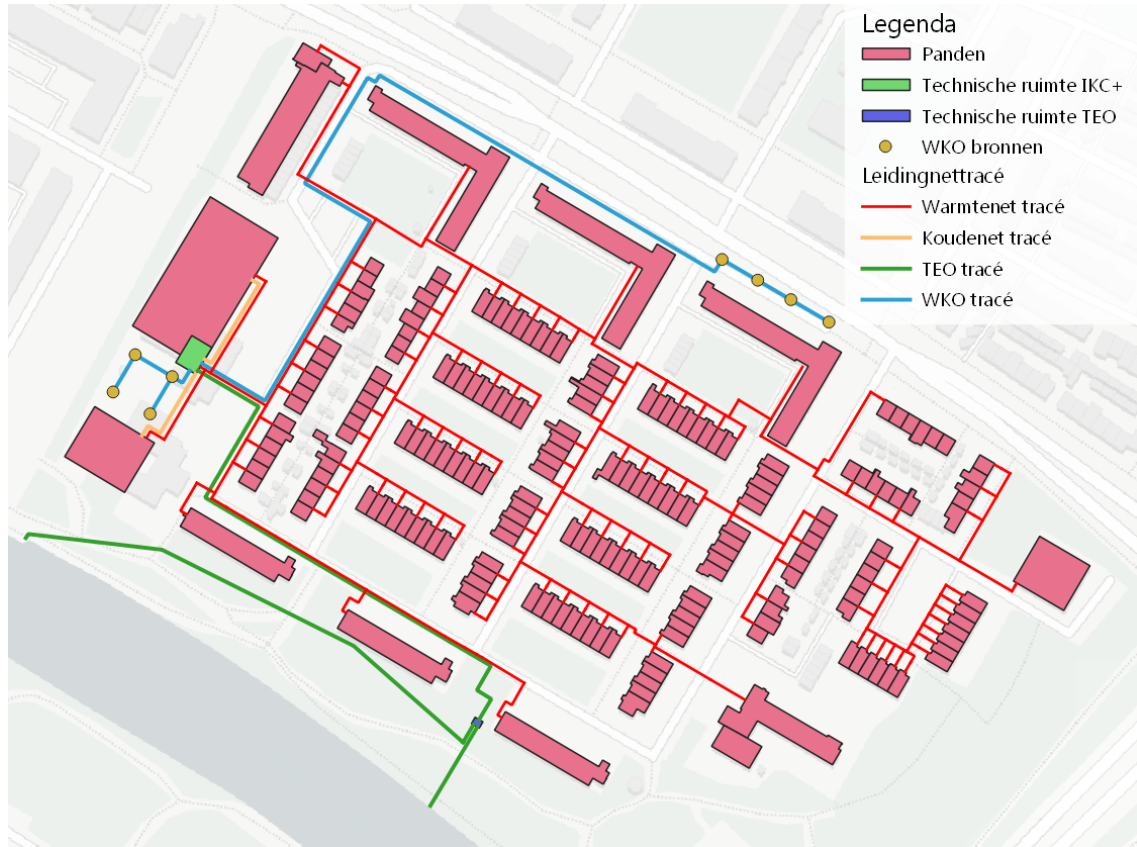 Legenda
Panden
Technische ruimte IKC+
Technische ruimte TEO
WKO bronnen
Leidingnettracé
Warmtenet tracé
Koudenet tracé
TEO tracé
WKO tracé